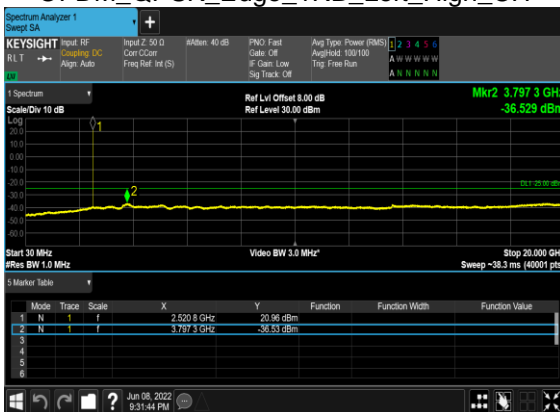 Spectrum Analyzer 1
Swept SA
KEYSIGHT
RLT
LV
Input: RF
Coupling: DC
Align: Auto
Input Z: 50 Ω
Corr CCorr
Freq Ref: Int (S)
#Atten: 40 dB
PNO: Fast
Gate: Off
IF Gain: Low
Sig Track: Off
Avg Type: Power (RMS)
Avg|Hold: 100/100
Trig: Free Run
1 2 3 4 5 6
A W W W W W
A N N N N N
1 Spectrum
Scale/Div 10 dB
Ref Lvl Offset 8.00 dB
Ref Level 30.00 dBm
Mkr2 3.797 3 GHz
-36.529 dBm
Log
20.0
10.0
0.00
-10.0
-20.0
-30.0
-40.0
-50.0
-60.0
1
2
DL1 -25.00 dBm
Start 30 MHz
#Res BW 1.0 MHz
Video BW 3.0 MHz*
Stop 20.000 GHz
Sweep ~38.3 ms (40001 pts)
5 Marker Table
Mode Trace Scale X Y Function Function Width Function Value
1 N 1 f 2.520 8 GHz 20.96 dBm
2 N 1 f 3.797 3 GHz -36.53 dBm
3
4
5
6
?
Jun 08, 2022
9:31:44 PM